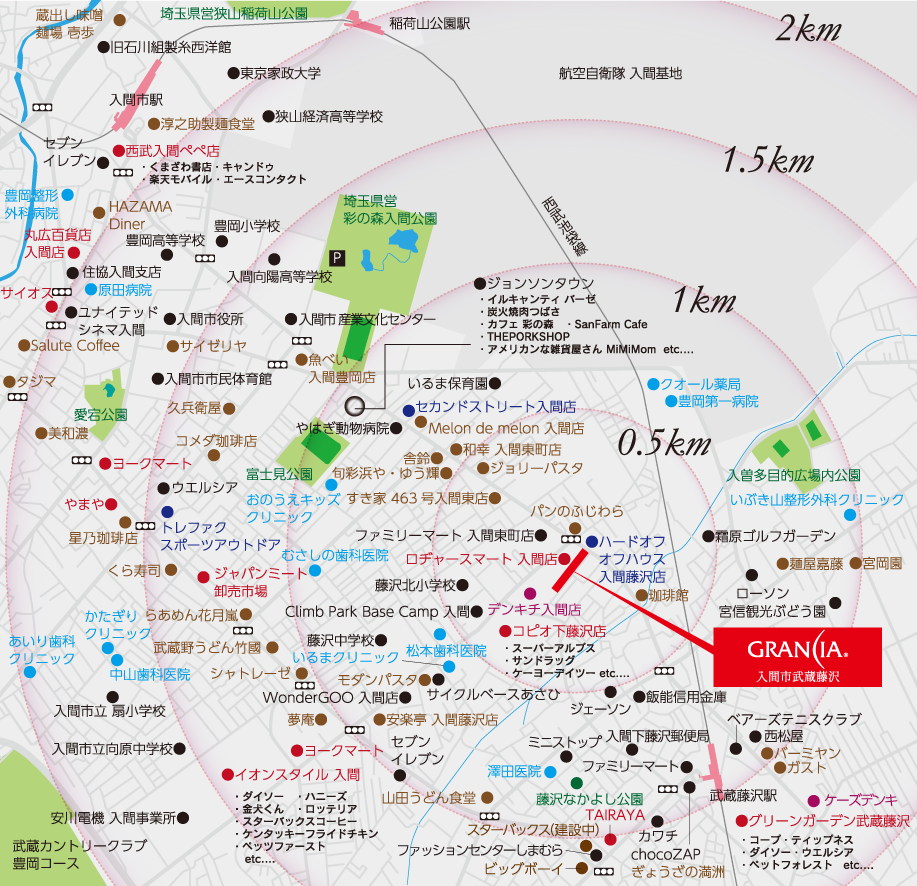 蔵出し味噌
麺場 壱歩
埼玉県営狭山稲荷山公園
稲荷山公園駅
2km
旧石川組製糸西洋館
東京家政大学
航空自衛隊 入間基地
入間市駅
狭山経済高等学校
淳之助製麺食堂
セブン
イレブン
西武入間ペペ店
・くまざわ書店・キャンドゥ
・楽天モバイル・エースコンタクト
1.5km
豊岡整形
外科病院
HAZAMA
Diner
埼玉県営
彩の森入間公園
西武池袋線
丸広百貨店
入間店
豊岡高等学校
豊岡小学校
P
住協入間支店
入間向陽高等学校
サイオス
原田病院
ジョンソンタウン
・イルキャンティ バーゼ
・炭火焼肉つばさ
・カフェ 彩の森 ・SanFarm Cafe
・THEPORKSHOP
・アメリカンな雑貨屋さん MiMiMom etc....
1km
ユナイテッド
シネマ入間
入間市役所
入間市産業文化センター
Salute Coffee
サイゼリヤ
魚べい
入間豊岡店
タジマ
入間市市民体育館
いるま保育園
クオール薬局
豊岡第一病院
愛宕公園
久兵衛屋
セカンドストリート入間店
やはぎ動物病院
Melon de melon 入間店
美和濃
コメダ珈琲店
和幸 入間東町店
0.5km
ヨークマート
舎鈴
ジョリーパスタ
富士見公園
旬彩浜や・ゆう輝
入曽多目的広場内公園
ウエルシア
おのうえキッズ
クリニック
すき家 463 号入間東店
いぶき山整形外科クリニック
やまや
パンのふじわら
星乃珈琲店
トレファク
スポーツアウトドア
ファミリーマート 入間東町店
ハードオフ
オフハウス
入間藤沢店
霞原ゴルフガーデン
むさしの歯科医院
ロヂャースマート 入間店
くら寿司
ジャパンミート
卸売市場
麺屋嘉藤
宮岡園
藤沢北小学校
ローソン
珈琲館
デンキチ入間店
宮信観光ぶどう園
かたぎり
クリニック
らあめん花月嵐
Climb Park Base Camp 入間
コピオ下藤沢店
・スーパーアルプス
・サンドラッグ
・ケーヨーデイツー etc....
あいり歯科
クリニック
武蔵野うどん竹國
藤沢中学校
松本歯科医院
いるまクリニック
GRANCIA.
入間市武蔵藤沢
中山歯科医院
シャトレーゼ
モダンパスタ
サイクルベースあさひ
入間市立 扇小学校
WonderGOO 入間店
飯能信用金庫
ジェーソン
夢庵
安楽亭 入間藤沢店
ベアーズテニスクラブ
入間市立向原中学校
ヨークマート
セブン
イレブン
ミニストップ
入間下藤沢郵便局
西松屋
バーミヤン
ガスト
イオンスタイル 入間
・ダイソー ・ハニーズ
・金犬くん ・ロッテリア
・スターバックスコーヒー
・ケンタッキーフライドチキン
・ペッツファースト
etc....
澤田医院
ファミリーマート
武蔵藤沢駅
山田うどん食堂
藤沢なかよし公園
ケーズデンキ
安川電機 入間事業所
TAIRAYA
グリーンガーデン武蔵藤沢
・コープ・ティップネス
・ダイソー・ウエルシア
・ペットフォレスト etc....
スターバックス(建設中)
カワチ
武蔵カントリークラブ
豊岡コース
ファッションセンターしまむら
chocoZAP
ビッグボーイ
ぎょうざの満洲